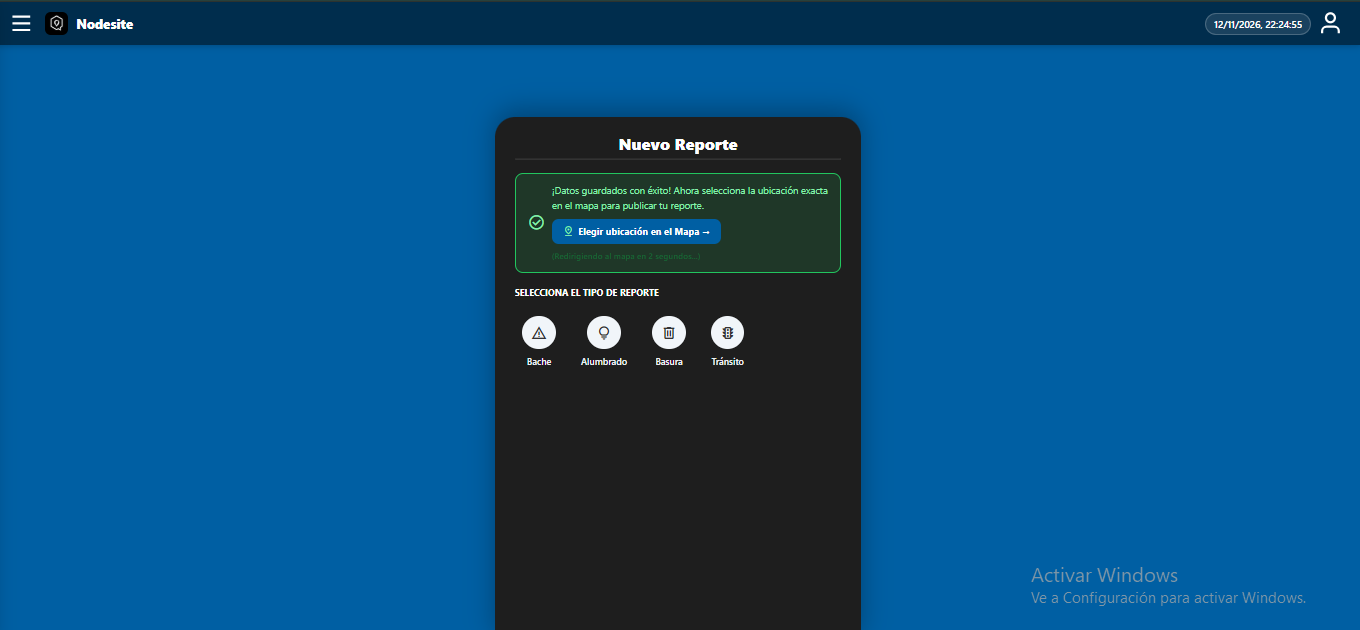 Nodesite
12/11/2026, 22:24:55
Nuevo Reporte
¡Datos guardados con éxito! Ahora selecciona la ubicación exacta
en el mapa para publicar tu reporte.
Elegir ubicación en el Mapa →
(Redirigiendo al mapa en 2 segundos...)
SELECCIONA EL TIPO DE REPORTE
Bache
Alumbrado
Basura
Tránsito
Activar Windows
Ve a Configuración para activar Windows.